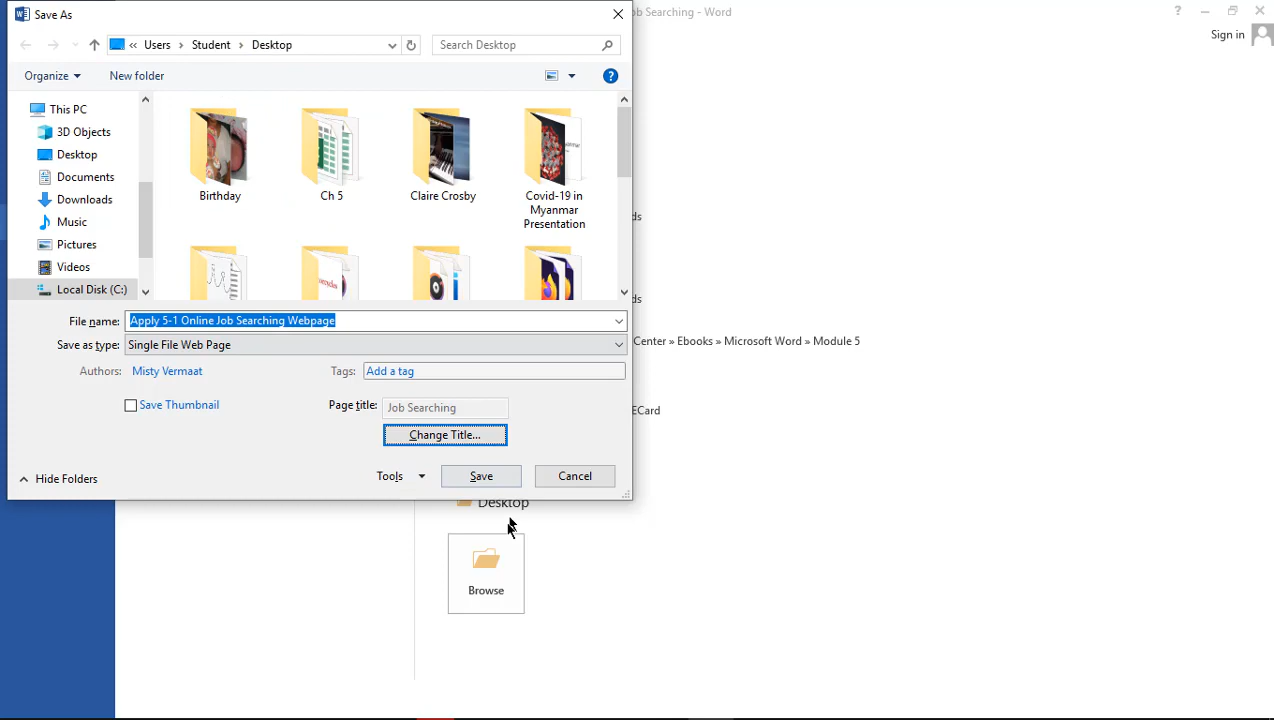 Save As
ob Searching - Word
?
Sign in
« Users › Student › Desktop
Search Desktop
Organize
New folder
?
This PC
3D Objects
Desktop
Documents
Downloads
Music
Pictures
Videos
Local Disk (C:)
Birthday
Ch 5
Claire Crosby
Covid-19 in
Myanmar
Presentation
ds
ds
Center » Ebooks » Microsoft Word » Module 5
ECard
File name: Apply 5-1 Online Job Searching Webpage
Save as type: Single File Web Page
Authors: Misty Vermaat
Tags: Add a tag
Save Thumbnail
Page title: Job Searching
Change Title...
Hide Folders
Tools
Save
Cancel
Desktop
Browse